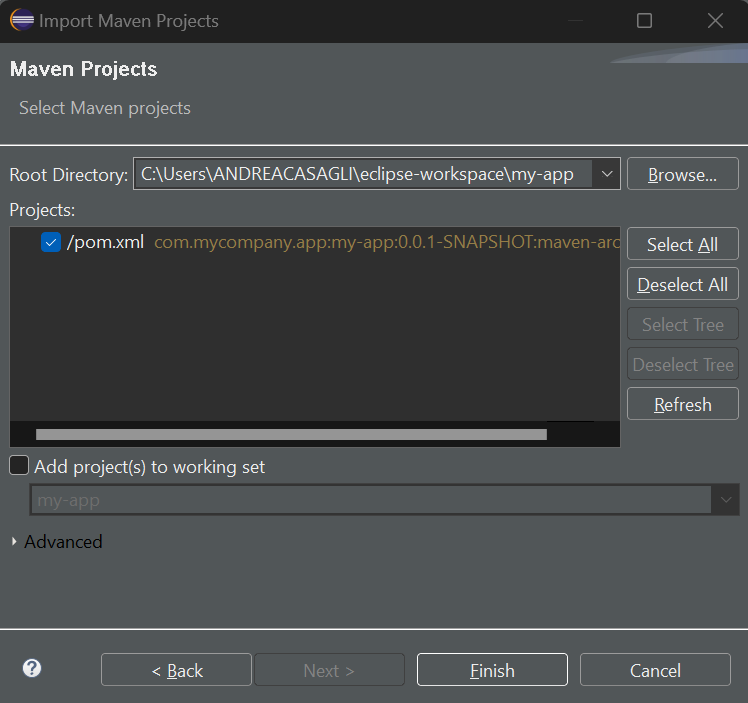 Import Maven Projects
Maven Projects
Select Maven projects
Root Directory: C:\Users\ANDREACASAGLI\eclipse-workspace\my-app Browse...
Projects:
/pom.xml com.mycompany.app:my-app:0.0.1-SNAPSHOT:maven-arc
Select All
Deselect All
Select Tree
Deselect Tree
Refresh
Add project(s) to working set
my-app
Advanced
? < Back Next > Finish Cancel